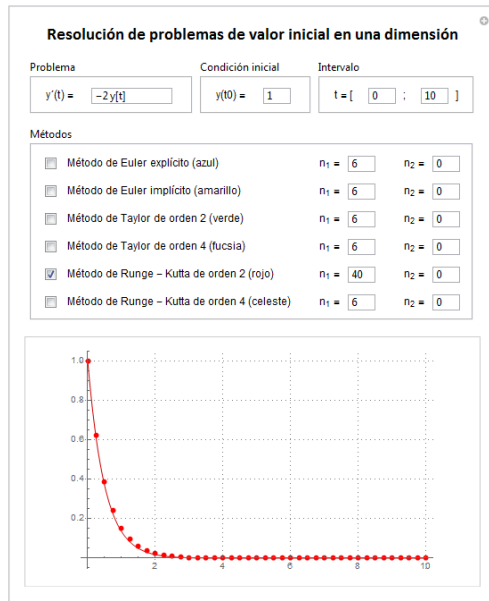 Resolución de problemas de valor inicial en una dimensión
Problema Condición inicial Intervalo
y´(t) = -2 y[t] y(t0) = 1 t = [ 0 ; 10 ]
Métodos
Método de Euler explícito (azul) n₁ = 6 n₂ = 0
Método de Euler implícito (amarillo) n₁ = 6 n₂ = 0
Método de Taylor de orden 2 (verde) n₁ = 6 n₂ = 0
Método de Taylor de orden 4 (fucsia) n₁ = 6 n₂ = 0
Método de Runge – Kutta de orden 2 (rojo) n₁ = 40 n₂ = 0
Método de Runge – Kutta de orden 4 (celeste) n₁ = 6 n₂ = 0
1.0
0.8
0.6
0.4
0.2
2 4 6 8 10